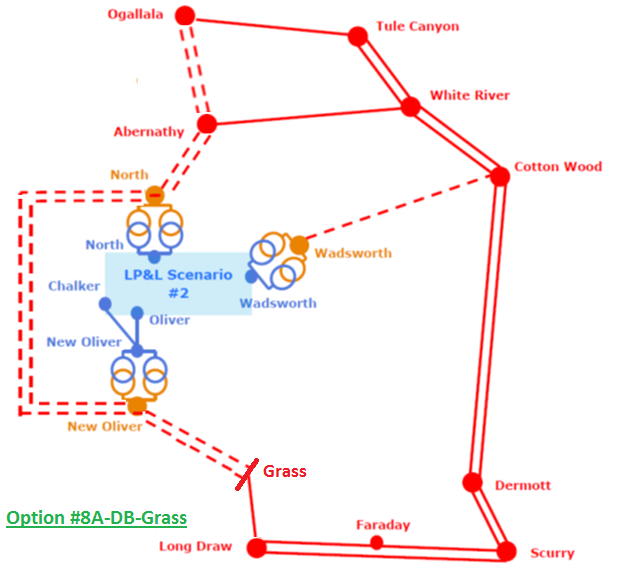 Ogallala
Tule Canyon
White River
Abernathy
Cotton Wood
North
North
Wadsworth
LP&L Scenario
#2
Chalker
Wadsworth
Oliver
New Oliver
New Oliver
Grass
Dermott
Option #8A-DB-Grass
Faraday
Long Draw
Scurry